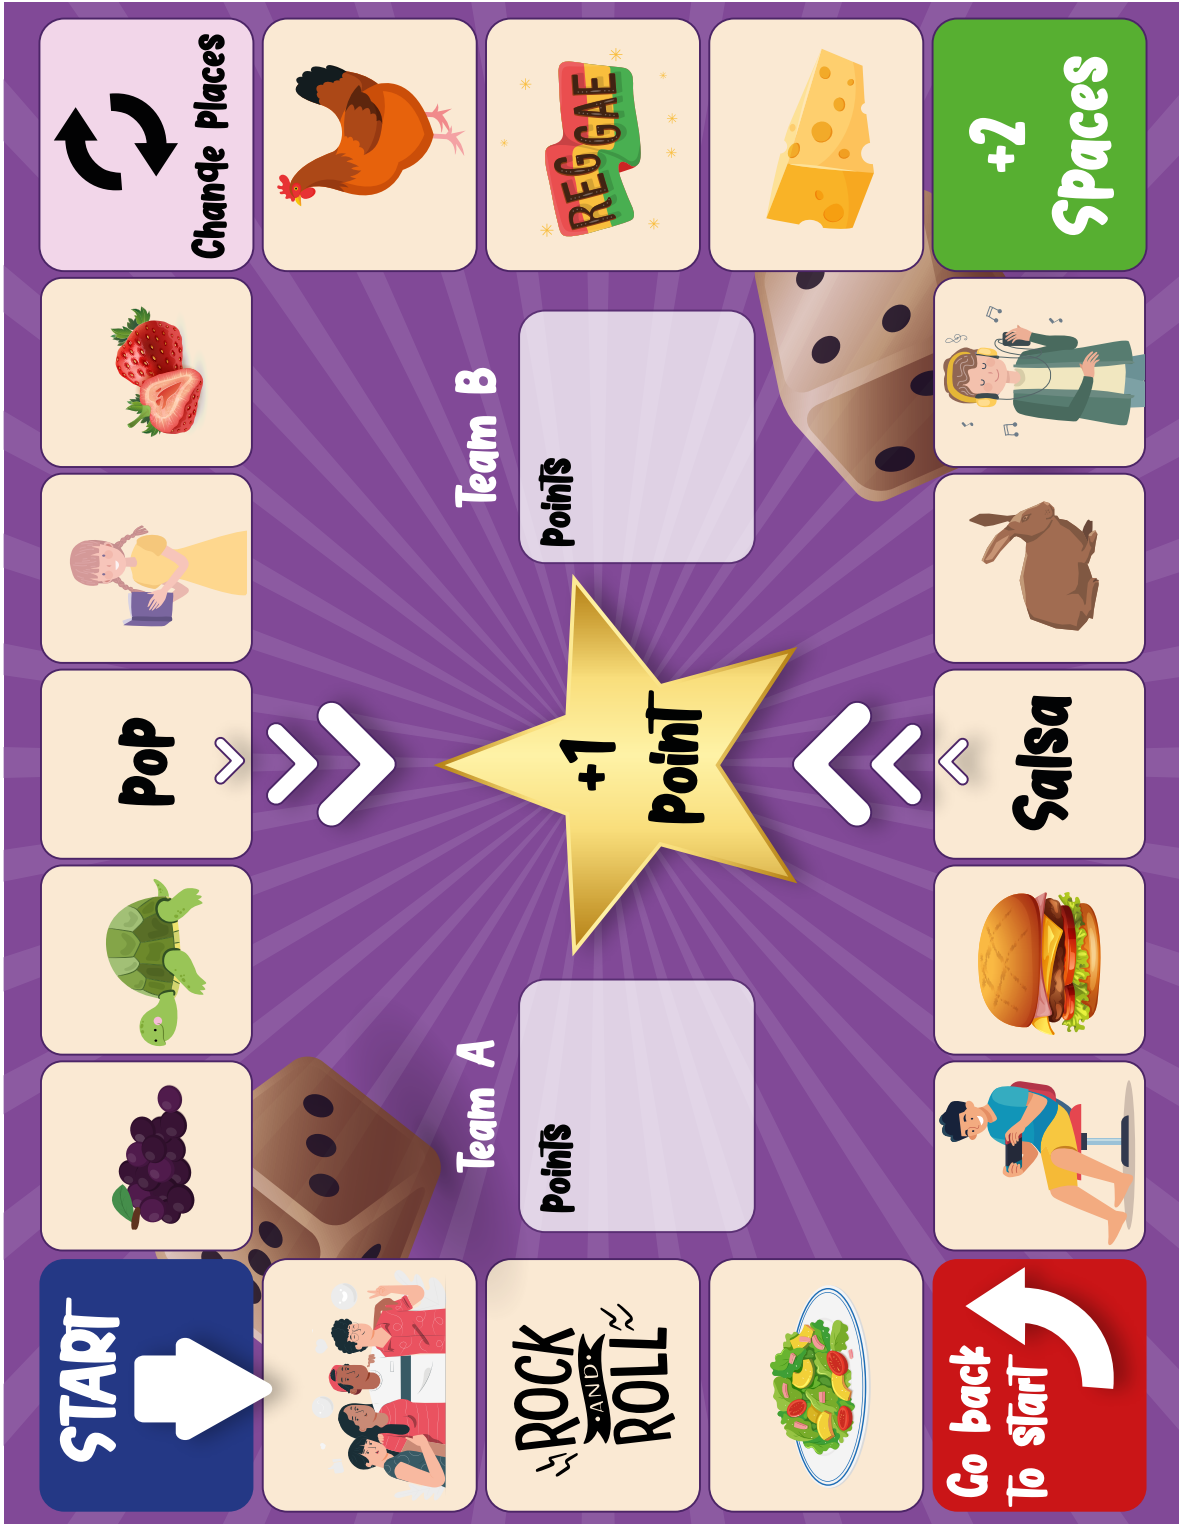 START
Pop
Change Places
Team A
Team B
ROCK
AND
ROLL
Points
Points
+1
Point
REGGAE
Go back
To start
Salsa
+2
Spaces